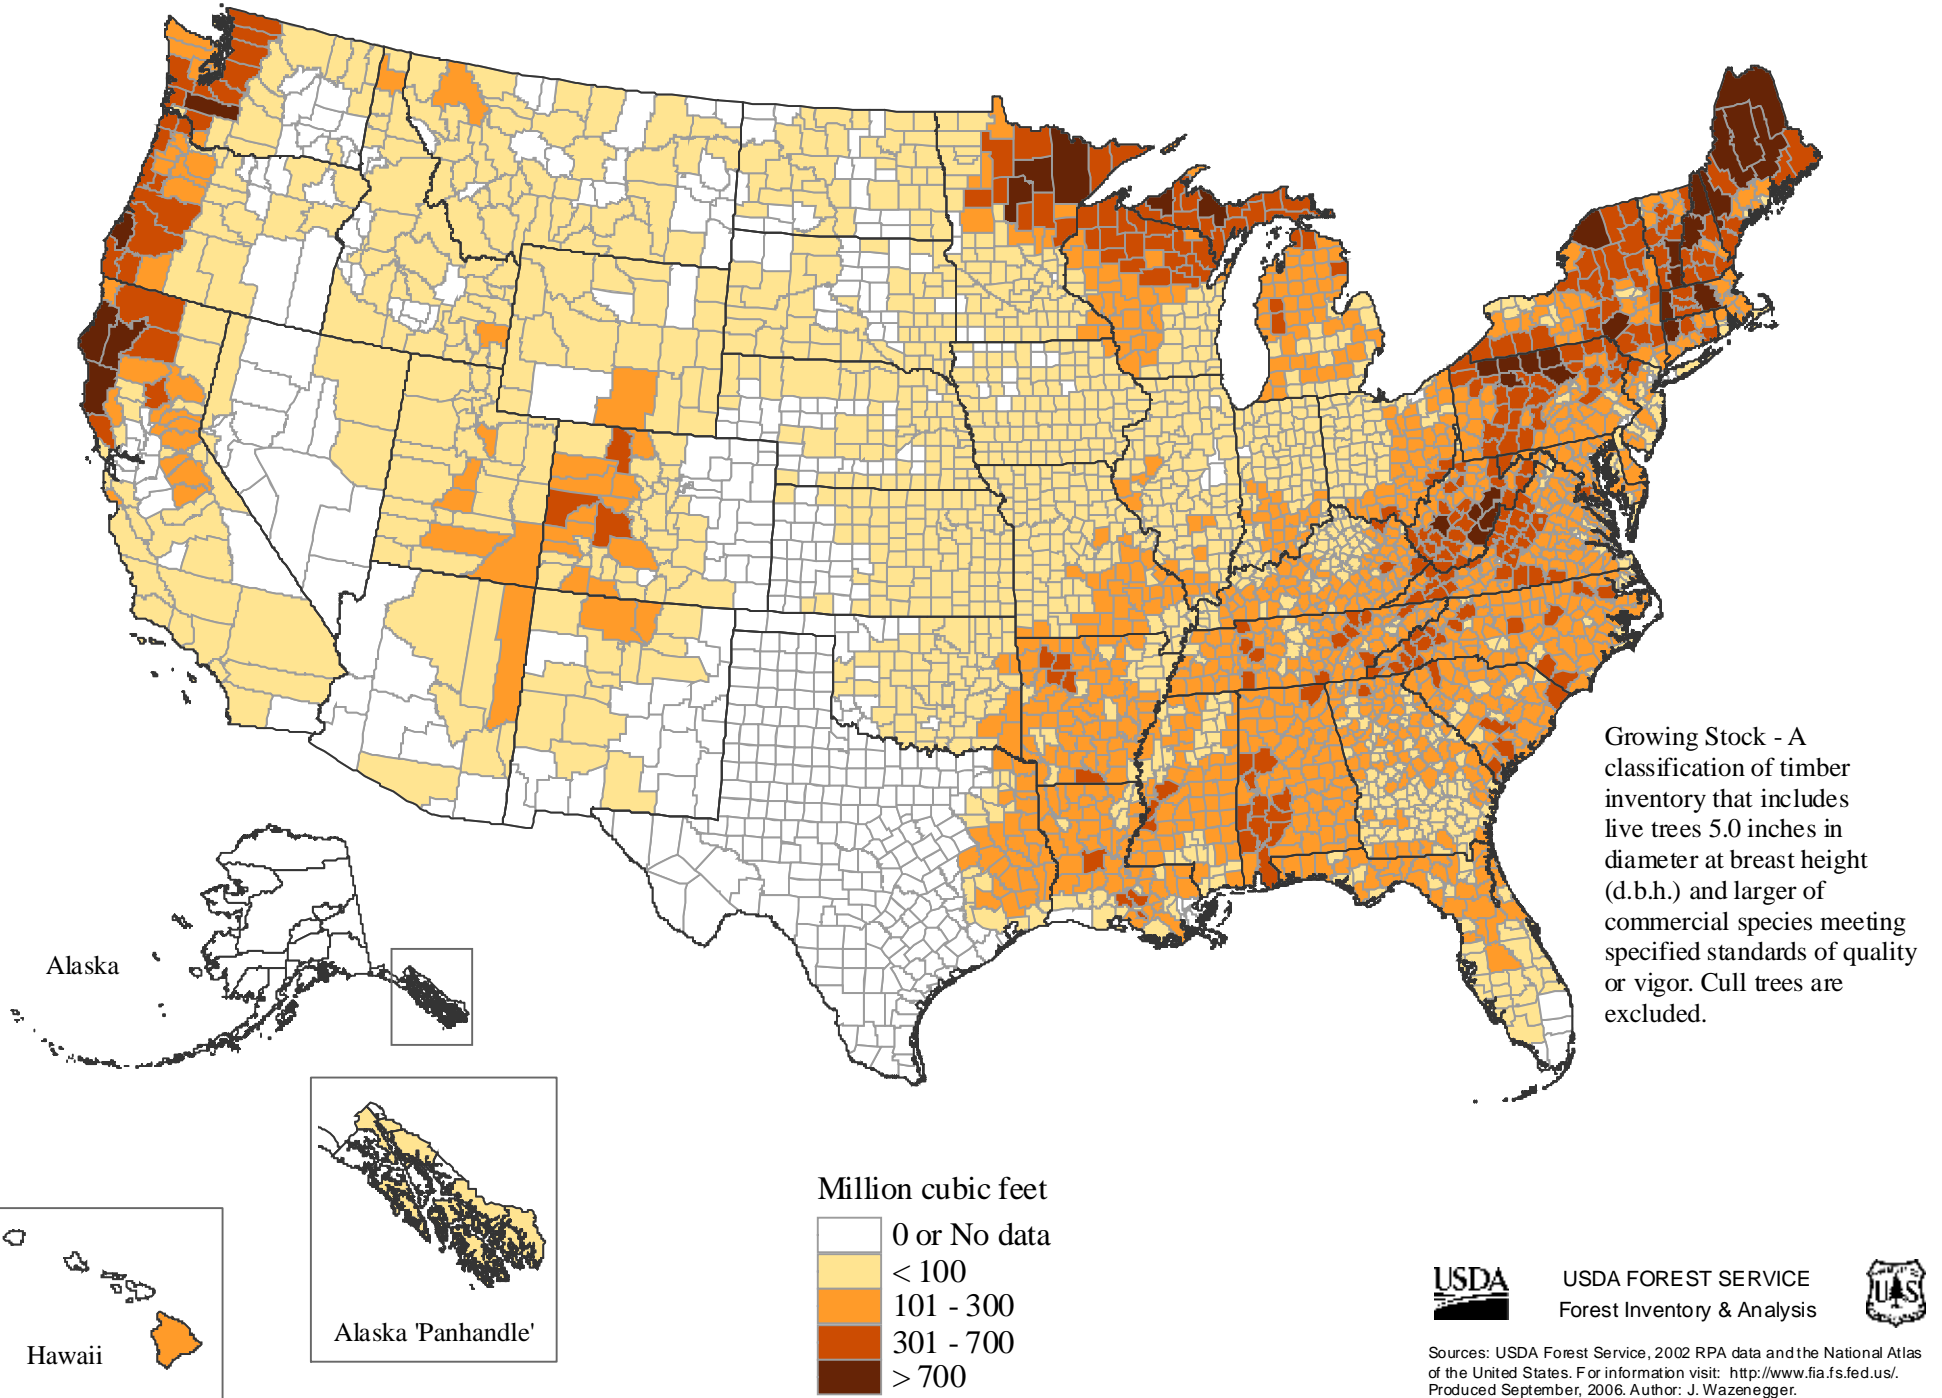 Growing Stock - A
classification of timber
inventory that includes
live trees 5.0 inches in
diameter at breast height
(d.b.h.) and larger of
commercial species meeting
specified standards of quality
or vigor. Cull trees are
excluded.
Alaska
Alaska 'Panhandle'
Hawaii
Million cubic feet
0 or No data
< 100
101 - 300
301 - 700
> 700
USDA
USDA FOREST SERVICE
Forest Inventory & Analysis
U S
Sources: USDA Forest Service, 2002 RPA data and the National Atlas
of the United States. For information visit: http://www.fia.fs.fed.us/.
Produced September, 2006. Author: J. Wazenegger.